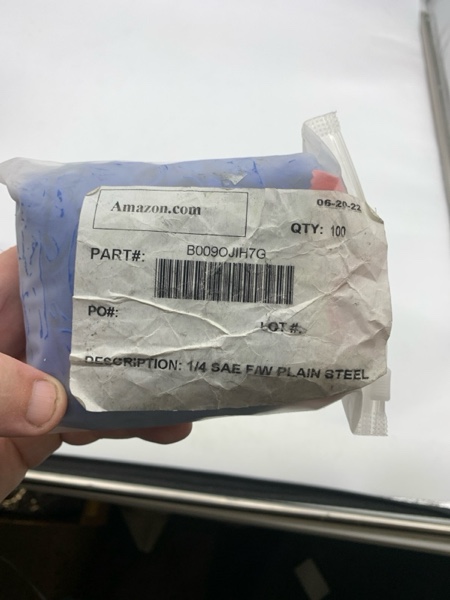 Amazon.com
06-20-22
QTY: 100
PART#: B009OJIH7G
PO#:
LOT #:
DESCRIPTION: 1/4 SAE F/W PLAIN STEEL